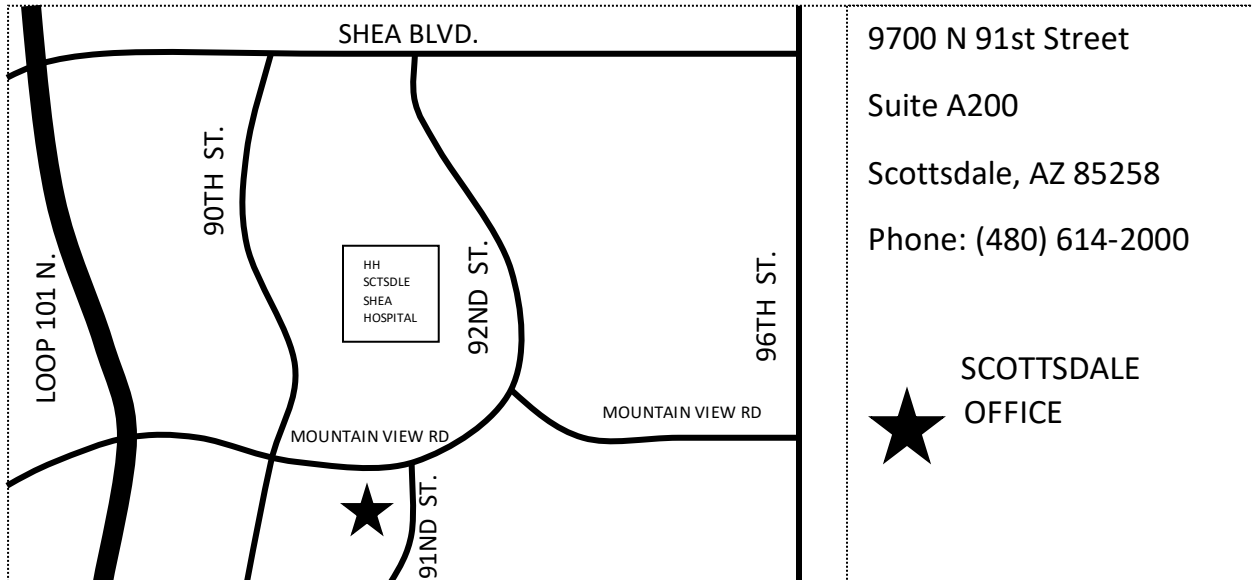 SHEA BLVD.
90TH ST.
LOOP 101 N.
HH
SCTSDLE
SHEA
HOSPITAL
92ND ST.
96TH ST.
MOUNTAIN VIEW RD
MOUNTAIN VIEW RD
91ND ST.
9700 N 91st Street
Suite A200
Scottsdale, AZ 85258
Phone: (480) 614-2000
SCOTTSDALE
OFFICE